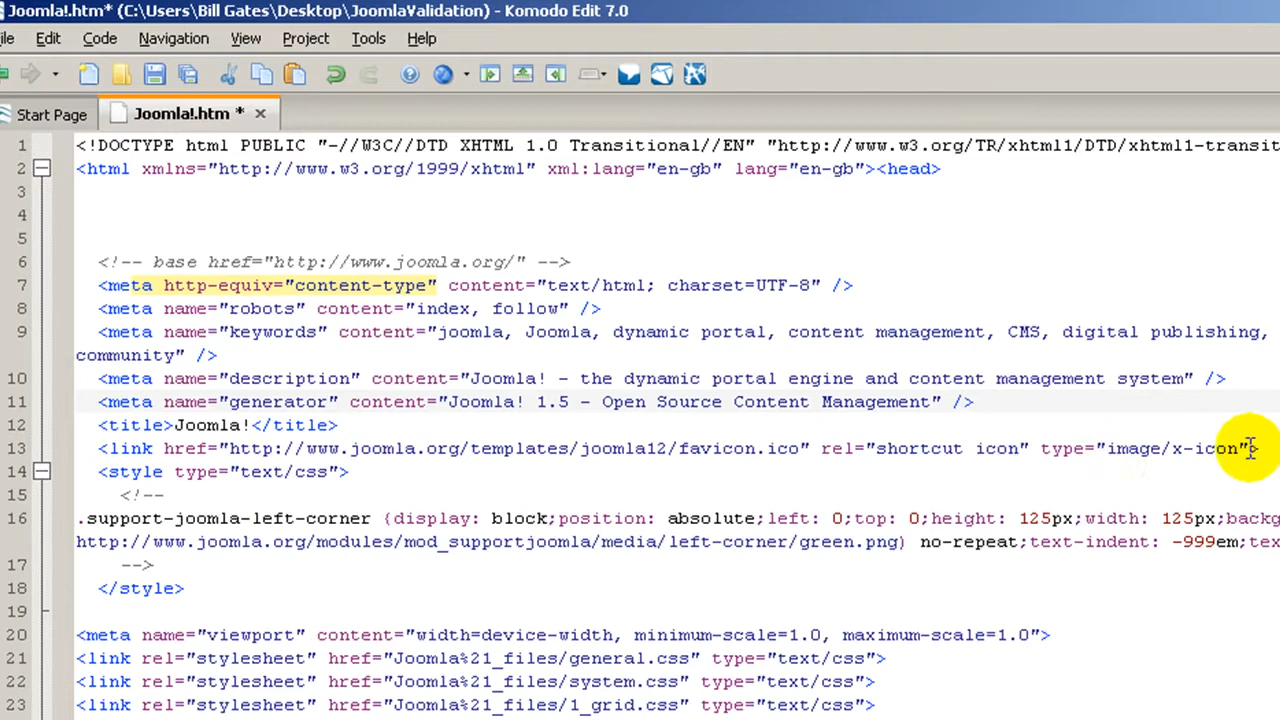 Joomla!.htm* (C:\Users\Bill Gates\Desktop\JoomlaValidation) - Komodo Edit 7.0
ile Edit Code Navigation View Project Tools Help
Start Page Joomla!.htm *
1 <!DOCTYPE html PUBLIC "-//W3C//DTD XHTML 1.0 Transitional//EN" "http://www.w3.org/TR/xhtml1/DTD/xhtml1-transit
2 <html xmlns="http://www.w3.org/1999/xhtml" xml:lang="en-gb" lang="en-gb"><head>
3
4
5
6 <!-- base href="http://www.joomla.org/" -->
7 <meta http-equiv="content-type" content="text/html; charset=UTF-8" />
8 <meta name="robots" content="index, follow" />
9 <meta name="keywords" content="joomla, Joomla, dynamic portal, content management, CMS, digital publishing,
community" />
10 <meta name="description" content="Joomla! - the dynamic portal engine and content management system" />
11 <meta name="generator" content="Joomla! 1.5 - Open Source Content Management" />
12 <title>Joomla!</title>
13 <link href="http://www.joomla.org/templates/joomla12/favicon.ico" rel="shortcut icon" type="image/x-icon">
14 <style type="text/css">
15 <!--
16 .support-joomla-left-corner {display: block;position: absolute;left: 0;top: 0;height: 125px;width: 125px;backg
http://www.joomla.org/modules/mod_supportjoomla/media/left-corner/green.png) no-repeat;text-indent: -999em;tex
17 -->
18 </style>
19
20 <meta name="viewport" content="width=device-width, minimum-scale=1.0, maximum-scale=1.0">
21 <link rel="stylesheet" href="Joomla%21_files/general.css" type="text/css">
22 <link rel="stylesheet" href="Joomla%21_files/system.css" type="text/css">
23 <link rel="stylesheet" href="Joomla%21_files/1_grid.css" type="text/css">